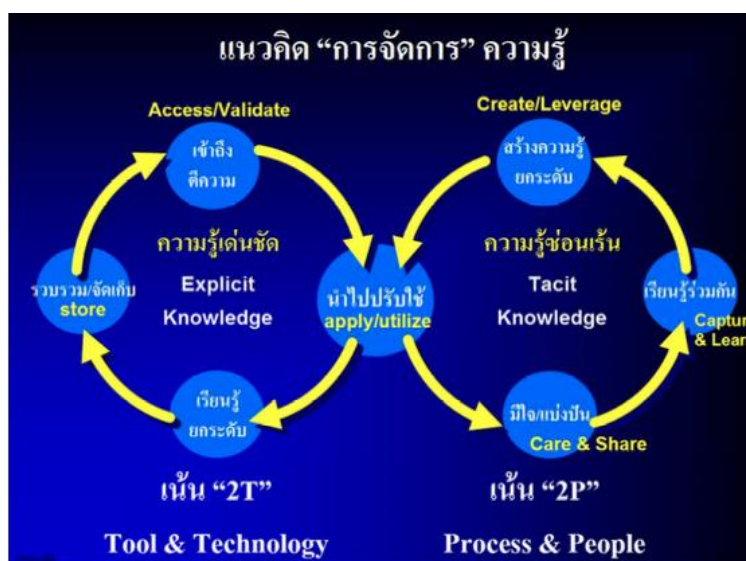 แนวคิด “การจัดการ” ความรู้
Access/Validate
เข้าถึง
ตีความ
ความรู้เด่นชัด
Explicit
Knowledge
รวบรวม/จัดเก็บ
store
เรียนรู้
ยกระดับ
นำไปปรับใช้
apply/utilize
Create/Leverage
สร้างความรู้
ยกระดับ
ความรู้ซ่อนเร้น
Tacit
Knowledge
เรียนรู้ร่วมกัน
Captur
& Lear
มีใจ/แบ่งปัน
Care & Share
เน้น “2T”
Tool & Technology
เน้น “2P”
Process & People